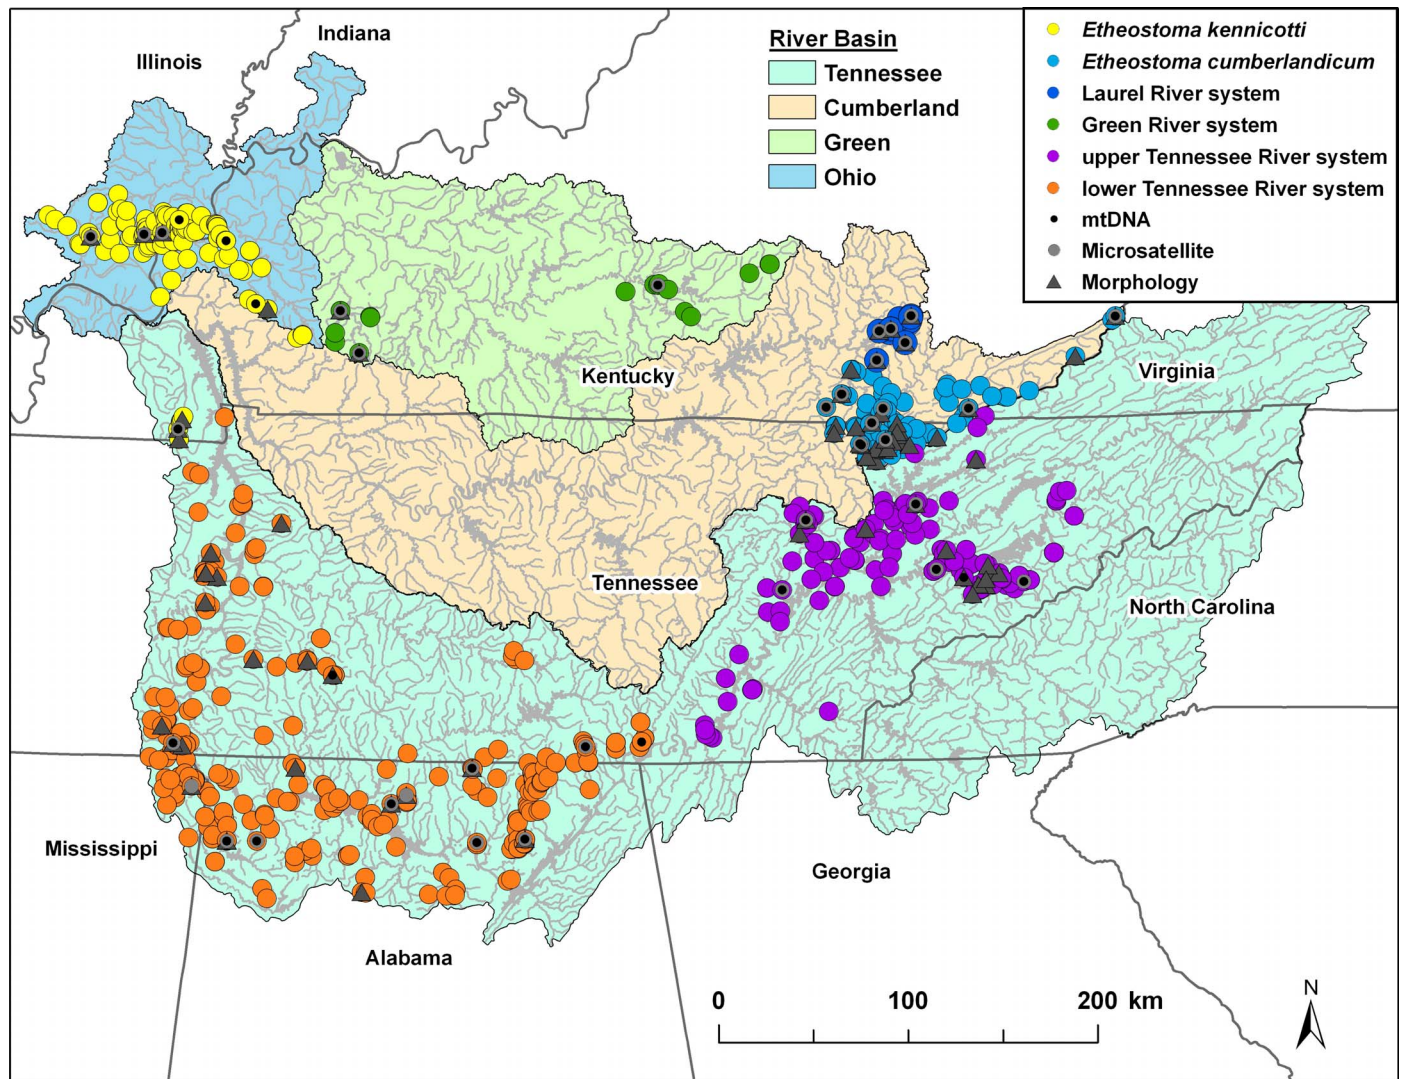 Indiana
Illinois
River Basin
Tennessee
Cumberland
Green
Ohio
Etheostoma kennicotti
Etheostoma cumberlandicum
Laurel River system
Green River system
upper Tennessee River system
lower Tennessee River system
mtDNA
Microsatellite
Morphology
Kentucky
Virginia
Tennessee
North Carolina
Mississippi
Georgia
Alabama
0 100 200 km
N